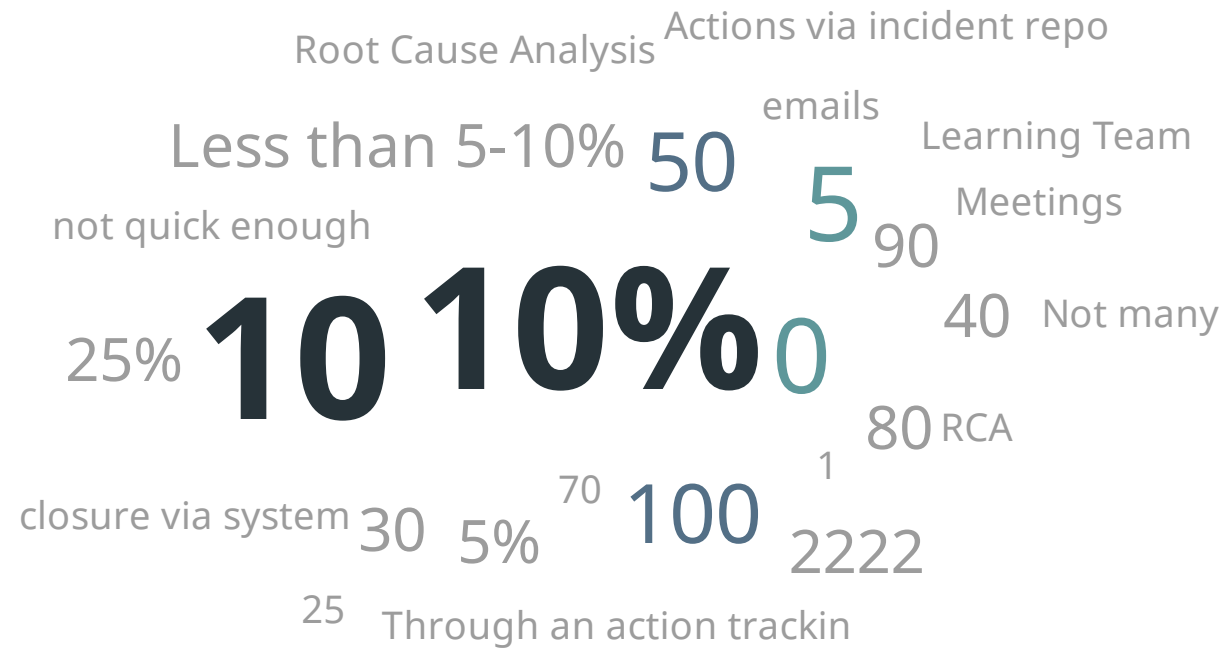 Actions via incident repo
Root Cause Analysis
emails
Less than 5-10%
50
Learning Team
5
Meetings
not quick enough
90
10
10%
0
40
Not many
25%
80
RCA
1
70
closure via system
30
5%
100
2222
25
Through an action trackin